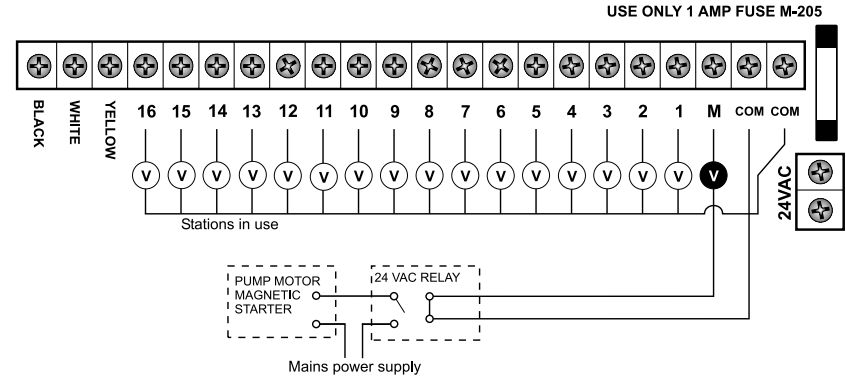 USE ONLY 1 AMP FUSE M-205
BLACK
WHITE
YELLOW
16 15 14 13 12 11 10 9 8 7 6 5 4 3 2 1 M COM COM
V V V V V V V V V V V V V V V V V
24VAC
Stations in use
PUMP MOTOR
MAGNETIC
STARTER
24 VAC RELAY
Mains power supply